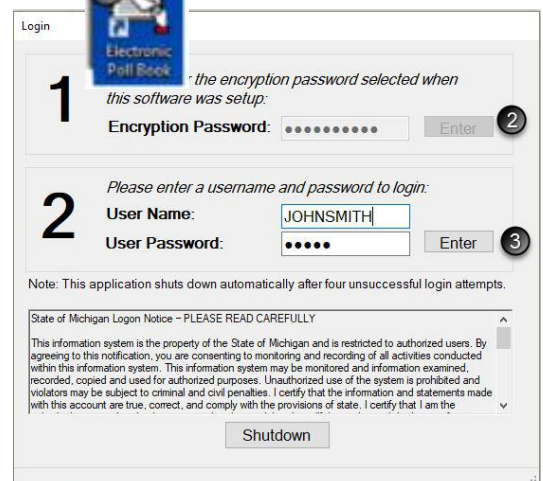 Login
Electronic
Poll Book
1
the encryption password selected when
this software was setup:
Encryption Password:
Enter
2
2
Please enter a username and password to login:
User Name:
JOHNSMITH
User Password:
Enter
3
Note: This application shuts down automatically after four unsuccessful login attempts.
State of Michigan Logon Notice – PLEASE READ CAREFULLY
This information system is the property of the State of Michigan and is restricted to authorized users. By
agreeing to this notification, you are consenting to monitoring and recording of all activities conducted
within this information system. This information system may be monitored and information examined,
recorded, copied and used for authorized purposes. Unauthorized use of the system is prohibited and
violators may be subject to criminal and civil penalties. I certify that the information and statements made
with this account are true, correct, and comply with the provisions of state. I certify that I am the
Shutdown